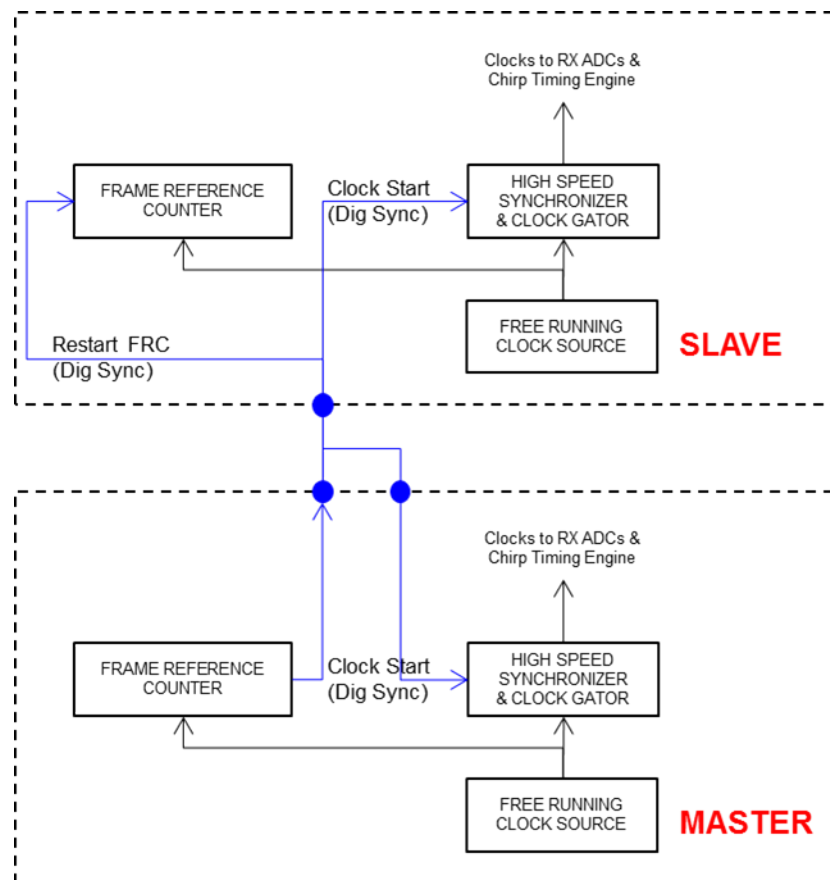 Clocks to RX ADCs &
Chirp Timing Engine
FRAME REFERENCE
COUNTER
Clock Start
(Dig Sync)
HIGH SPEED
SYNCHRONIZER
& CLOCK GATOR
Restart FRC
(Dig Sync)
FREE RUNNING
CLOCK SOURCE
SLAVE
Clocks to RX ADCs &
Chirp Timing Engine
FRAME REFERENCE
COUNTER
Clock Start
(Dig Sync)
HIGH SPEED
SYNCHRONIZER
& CLOCK GATOR
FREE RUNNING
CLOCK SOURCE
MASTER